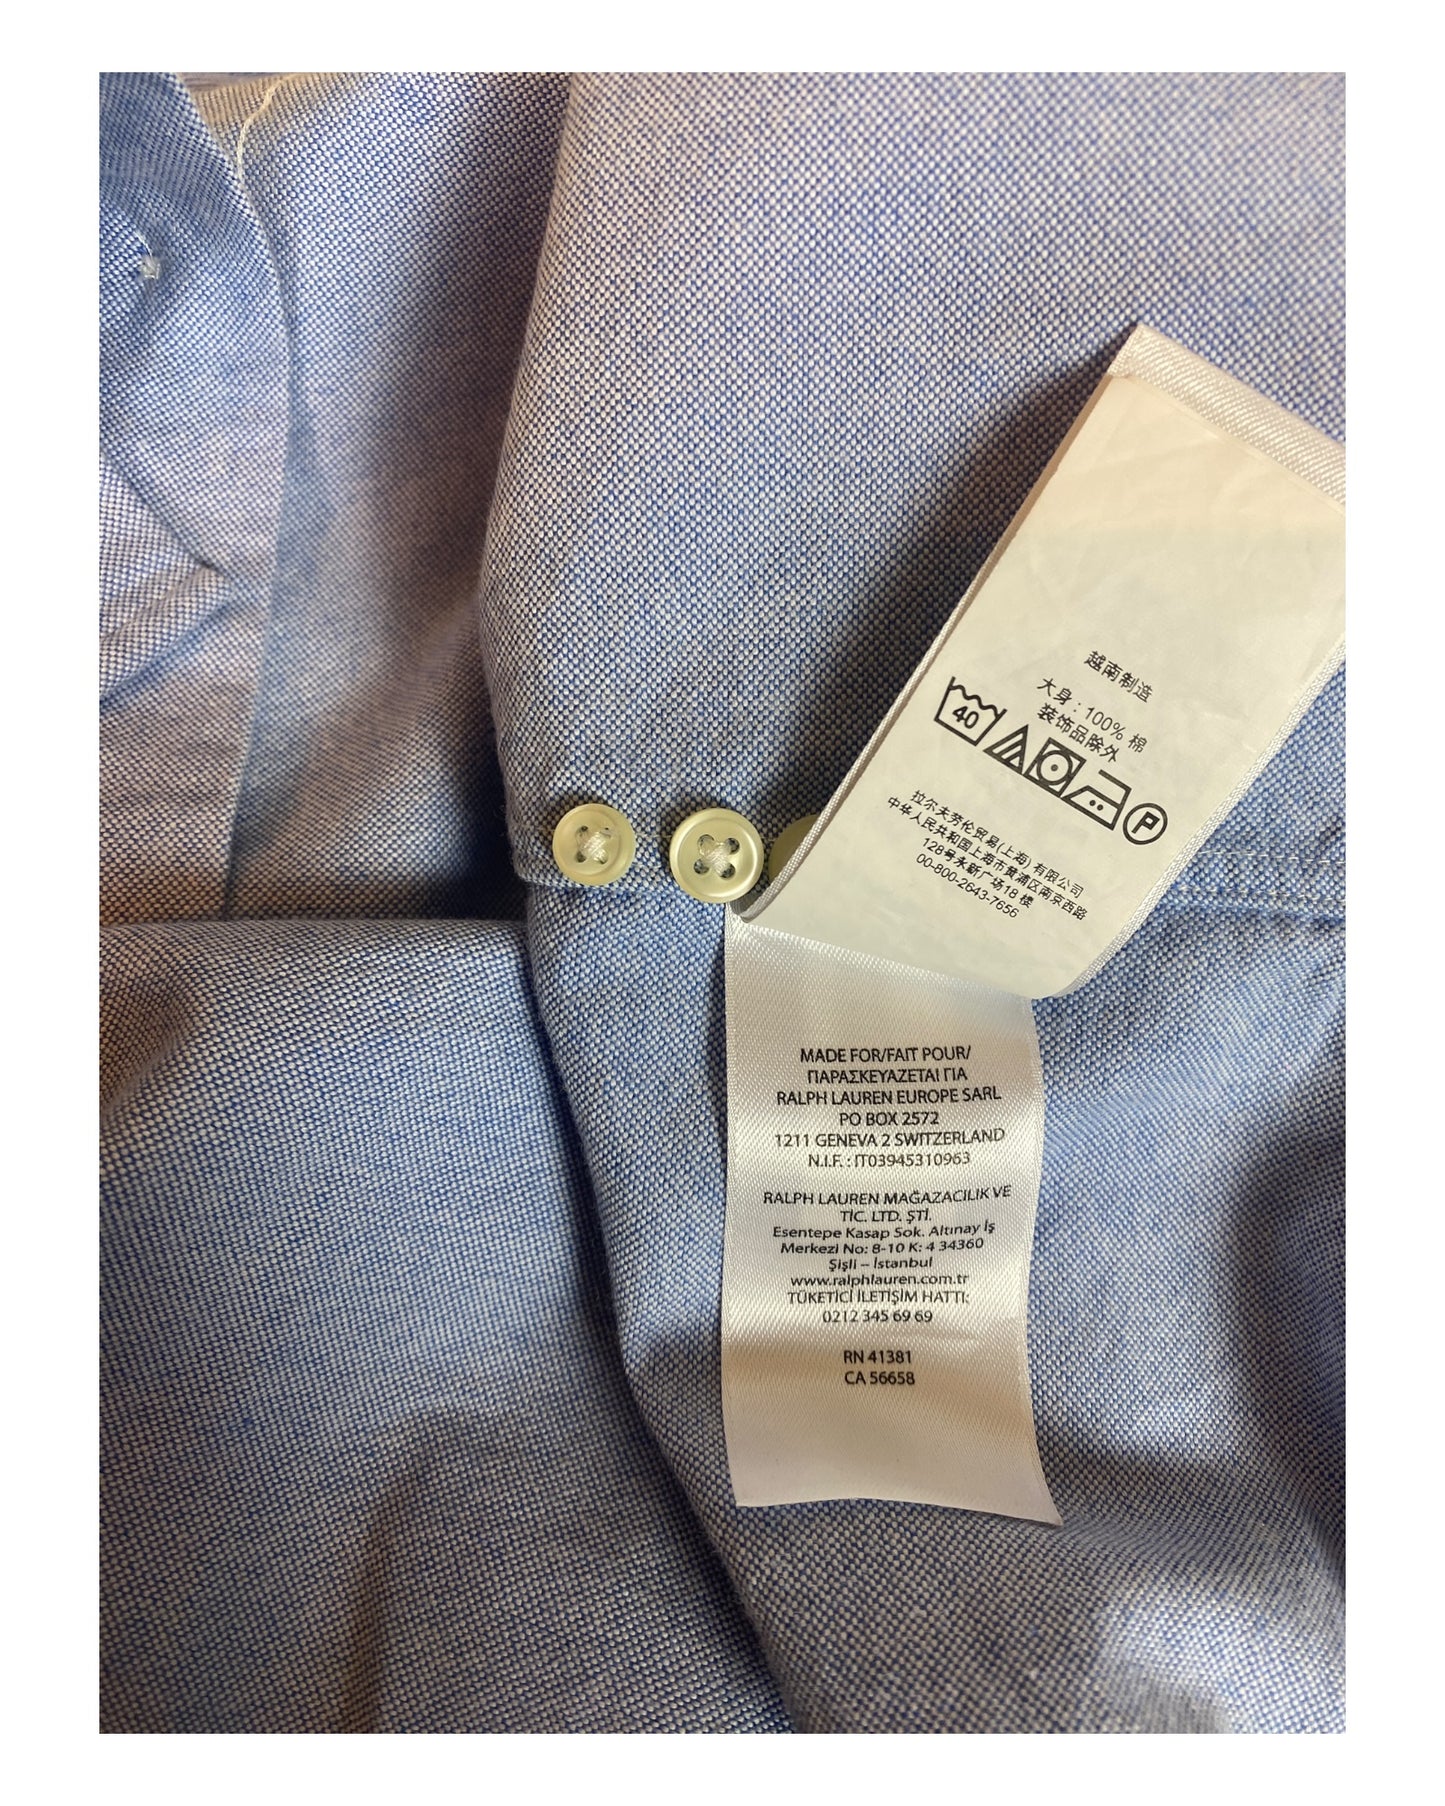 越南制造
大身 : 100% 棉
装饰品除外
40
P
拉尔夫劳伦贸易(上海) 有限公司
中华人民共和国上海市黄浦区南京西路
128号永新广场18 楼
00-800-2643-7656
MADE FOR/FAIT POUR/
ΠΑΡΑΣΚΕΥΑΖΕΤΑΙ ΓΙΑ
RALPH LAUREN EUROPE SARL
PO BOX 2572
1211 GENEVA 2 SWITZERLAND
N.I.F. : IT03945310963
RALPH LAUREN MAĞAZACILIK VE
TİC. LTD. ŞTİ.
Esentepe Kasap Sok. Altınay İş
Merkezi No: 8-10 K: 4 34360
Şişli – İstanbul
www.ralphlauren.com.tr
TÜKETİCİ İLETİŞİM HATTI:
0212 345 69 69
RN 41381
CA 56658